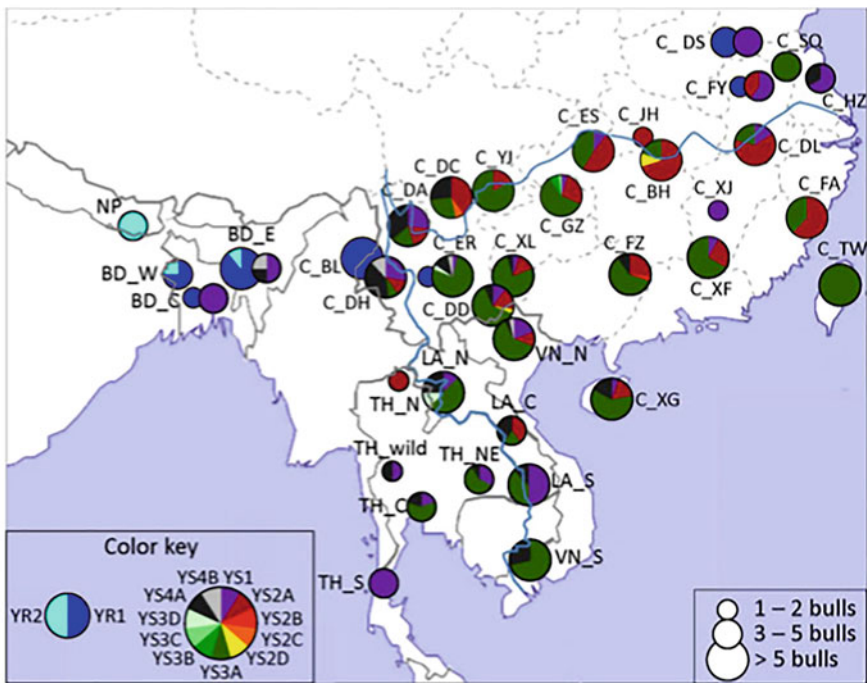 C_ DS
C_SQ
C_FY
C_HZ
C_JH
C_ES
C_DL
C_YJ
C_DC
C_BH
C_DA
C_GZ
C_XJ
C_FA
NP
BD_E
C_ER
C_XL
C_FZ
C_TW
C_BL
BD_W
C_XF
C_DH
BD_C
C_DD
VN_N
LA_N
TH_N
LA_C
C_XG
TH_wild
TH_NE
LA_S
TH_C
VN_S
TH_S
Color key
YS4B YS1
YS4A YS2A
YR2 YR1 YS3D YS2B
YS3C YS2C
YS3B YS2D
YS3A
1 – 2 bulls
3 – 5 bulls
> 5 bulls